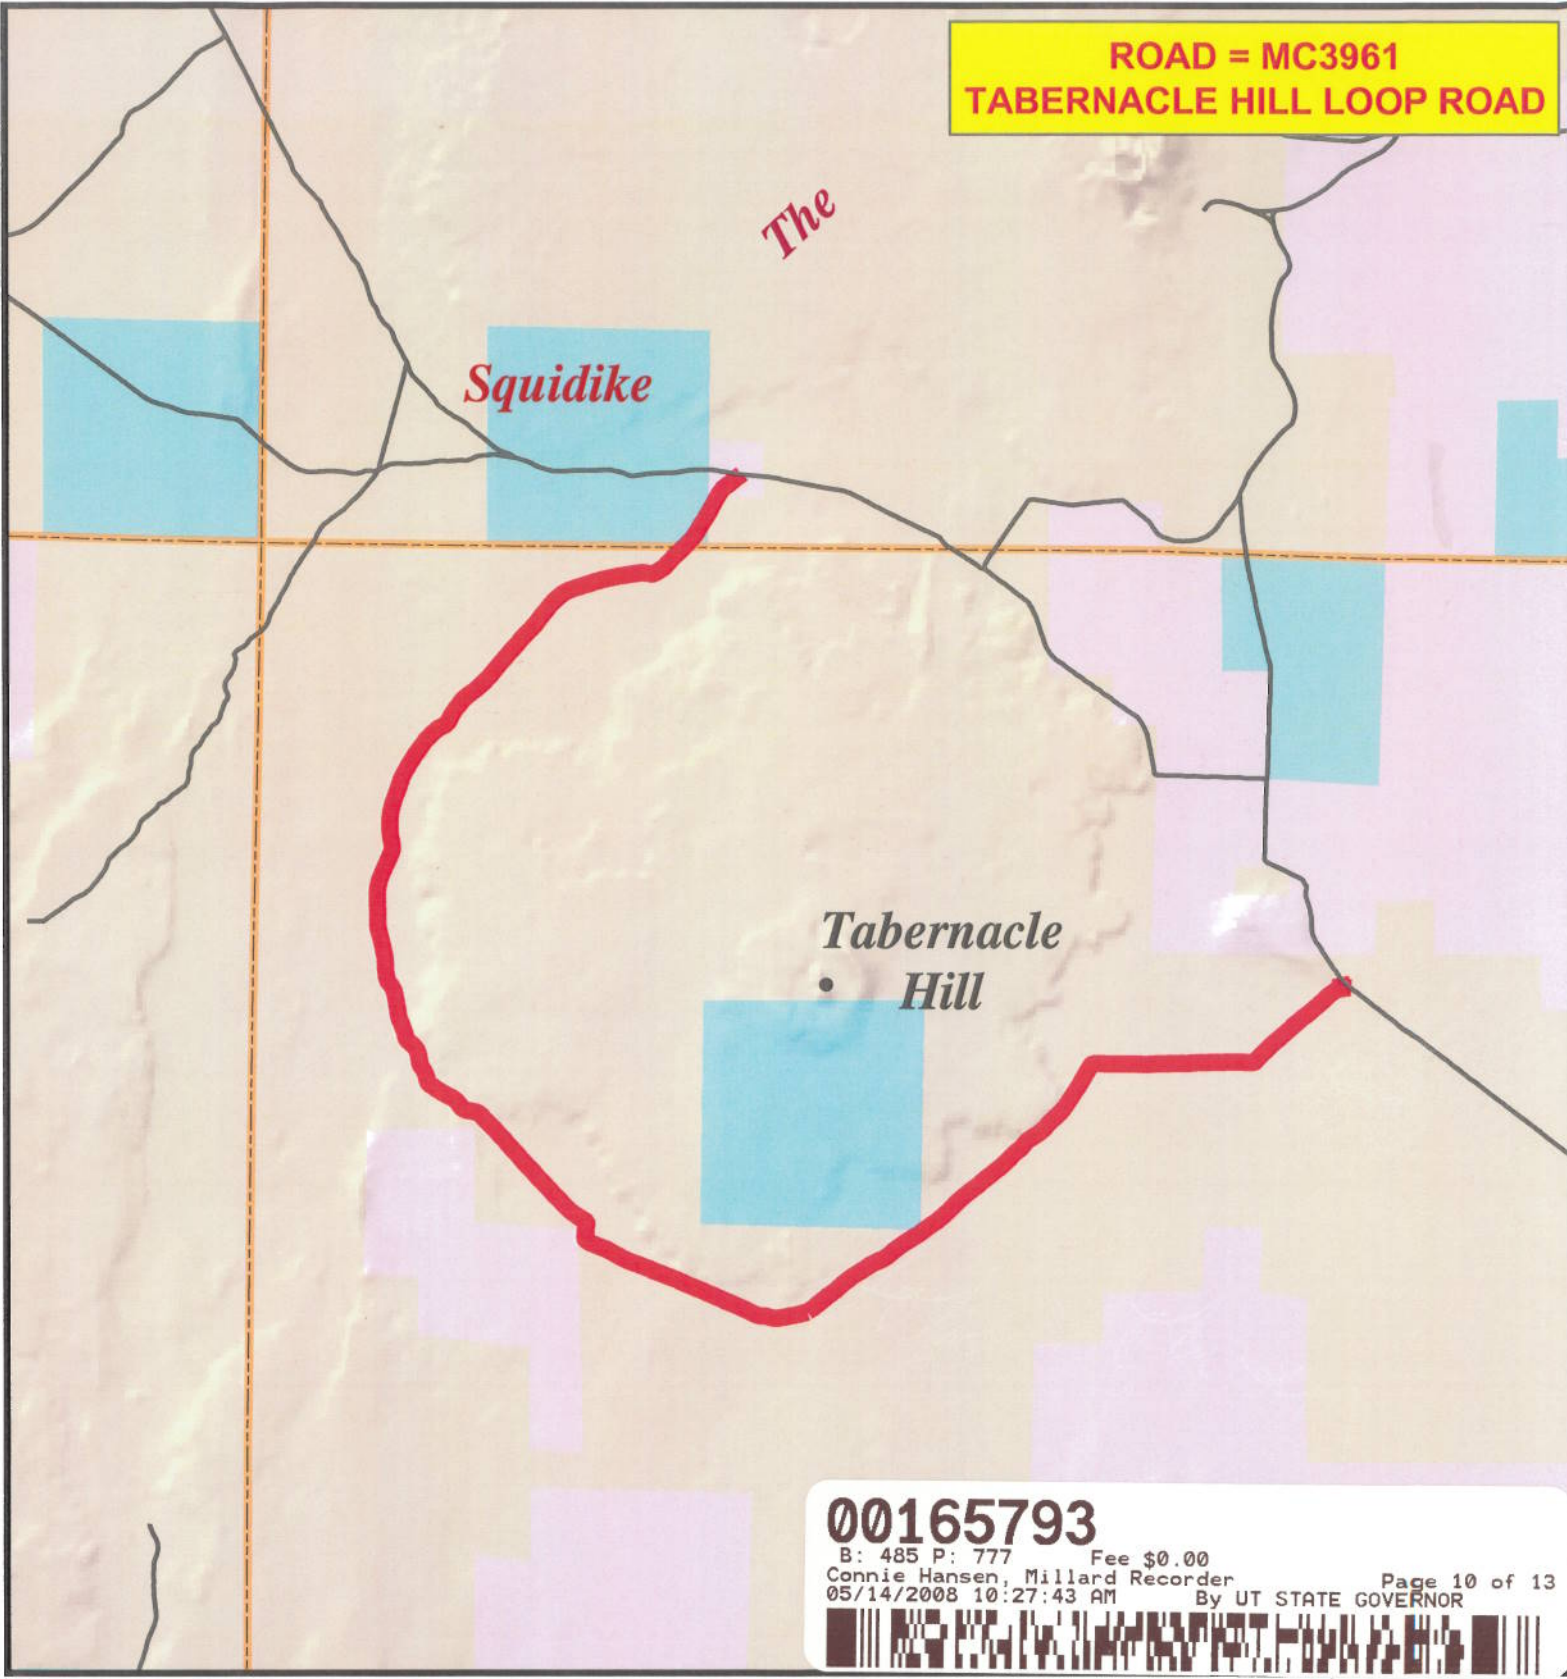 ROAD = MC3961
TABERNACLE HILL LOOP ROAD
The
Squidike
Tabernacle
Hill
00165793
B: 485 P: 777 Fee $0.00
Connie Hansen, Millard Recorder Page 10 of 13
05/14/2008 10:27:43 AM By UT STATE GOVERNOR